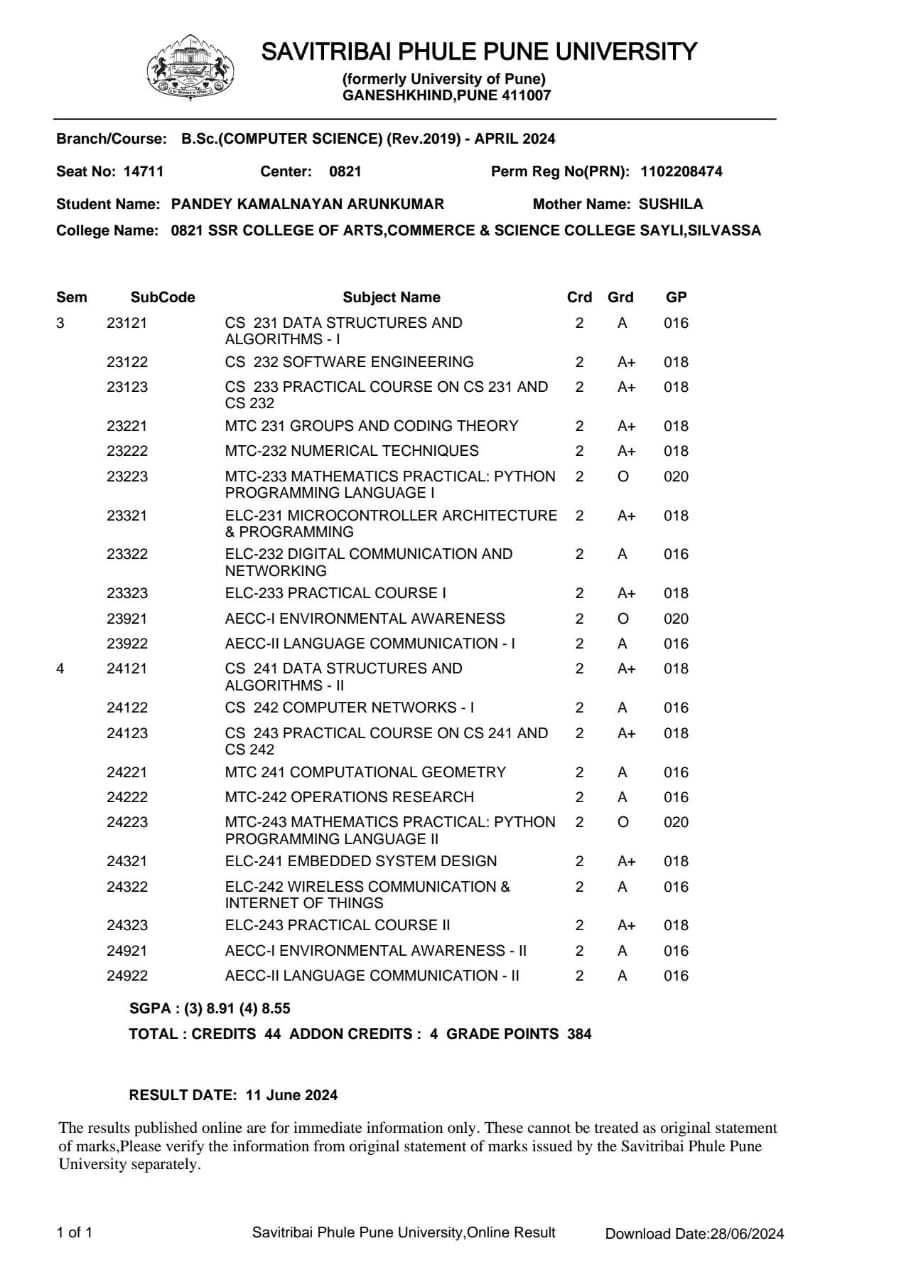 SAVITRIBAI PHULE PUNE UNIVERSITY
(formerly University of Pune)
GANESHKHIND,PUNE 411007
Branch/Course: B.Sc.(COMPUTER SCIENCE) (Rev.2019) - APRIL 2024
Seat No: 14711 Center: 0821 Perm Reg No(PRN): 1102208474
Student Name: PANDEY KAMALNAYAN ARUNKUMAR Mother Name: SUSHILA
College Name: 0821 SSR COLLEGE OF ARTS,COMMERCE & SCIENCE COLLEGE SAYLI,SILVASSA
Sem SubCode Subject Name Crd Grd GP
3 23121 CS 231 DATA STRUCTURES AND 2 A 016
ALGORITHMS - I
23122 CS 232 SOFTWARE ENGINEERING 2 A+ 018
23123 CS 233 PRACTICAL COURSE ON CS 231 AND 2 A+ 018
CS 232
23221 MTC 231 GROUPS AND CODING THEORY 2 A+ 018
23222 MTC-232 NUMERICAL TECHNIQUES 2 A+ 018
23223 MTC-233 MATHEMATICS PRACTICAL: PYTHON 2 O 020
PROGRAMMING LANGUAGE I
23321 ELC-231 MICROCONTROLLER ARCHITECTURE 2 A+ 018
& PROGRAMMING
23322 ELC-232 DIGITAL COMMUNICATION AND 2 A 016
NETWORKING
23323 ELC-233 PRACTICAL COURSE I 2 A+ 018
23921 AECC-I ENVIRONMENTAL AWARENESS 2 O 020
23922 AECC-II LANGUAGE COMMUNICATION - I 2 A 016
4 24121 CS 241 DATA STRUCTURES AND 2 A+ 018
ALGORITHMS - II
24122 CS 242 COMPUTER NETWORKS - I 2 A 016
24123 CS 243 PRACTICAL COURSE ON CS 241 AND 2 A+ 018
CS 242
24221 MTC 241 COMPUTATIONAL GEOMETRY 2 A 016
24222 MTC-242 OPERATIONS RESEARCH 2 A 016
24223 MTC-243 MATHEMATICS PRACTICAL: PYTHON 2 O 020
PROGRAMMING LANGUAGE II
24321 ELC-241 EMBEDDED SYSTEM DESIGN 2 A+ 018
24322 ELC-242 WIRELESS COMMUNICATION & 2 A 016
INTERNET OF THINGS
24323 ELC-243 PRACTICAL COURSE II 2 A+ 018
24921 AECC-I ENVIRONMENTAL AWARENESS - II 2 A 016
24922 AECC-II LANGUAGE COMMUNICATION - II 2 A 016
SGPA : (3) 8.91 (4) 8.55
TOTAL : CREDITS 44 ADDON CREDITS : 4 GRADE POINTS 384
RESULT DATE: 11 June 2024
The results published online are for immediate information only. These cannot be treated as original statement
of marks,Please verify the information from original statement of marks issued by the Savitribai Phule Pune
University separately.
1 of 1 Savitribai Phule Pune University,Online Result Download Date:28/06/2024